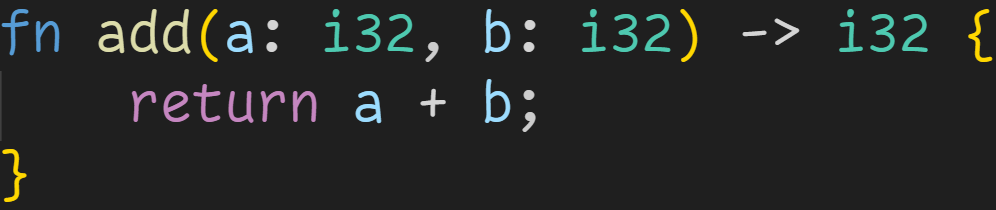 fn add(a: i32, b: i32) -> i32 {
    return a + b;
}